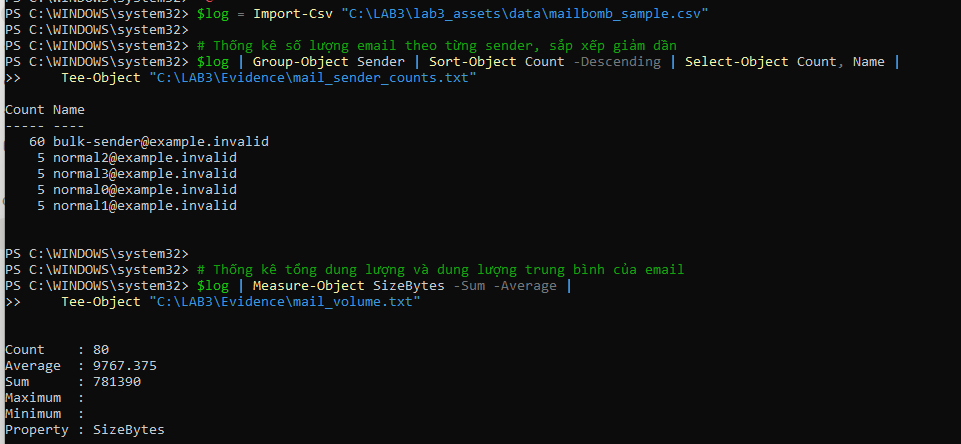 PS C:\WINDOWS\system32> $log = Import-Csv "C:\LAB3\lab3_assets\data\mailbomb_sample.csv"
PS C:\WINDOWS\system32>
PS C:\WINDOWS\system32> # Thống kê số lượng email theo từng sender, sắp xếp giảm dần
PS C:\WINDOWS\system32> $log | Group-Object Sender | Sort-Object Count -Descending | Select-Object Count, Name |
>>     Tee-Object "C:\LAB3\Evidence\mail_sender_counts.txt"
Count Name
----- ----
   60 bulk-sender@example.invalid
    5 normal2@example.invalid
    5 normal3@example.invalid
    5 normal0@example.invalid
    5 normal1@example.invalid
PS C:\WINDOWS\system32>
PS C:\WINDOWS\system32> # Thống kê tổng dung lượng và dung lượng trung bình của email
PS C:\WINDOWS\system32> $log | Measure-Object SizeBytes -Sum -Average |
>>     Tee-Object "C:\LAB3\Evidence\mail_volume.txt"
Count    : 80
Average  : 9767.375
Sum      : 781390
Maximum  :
Minimum  :
Property : SizeBytes